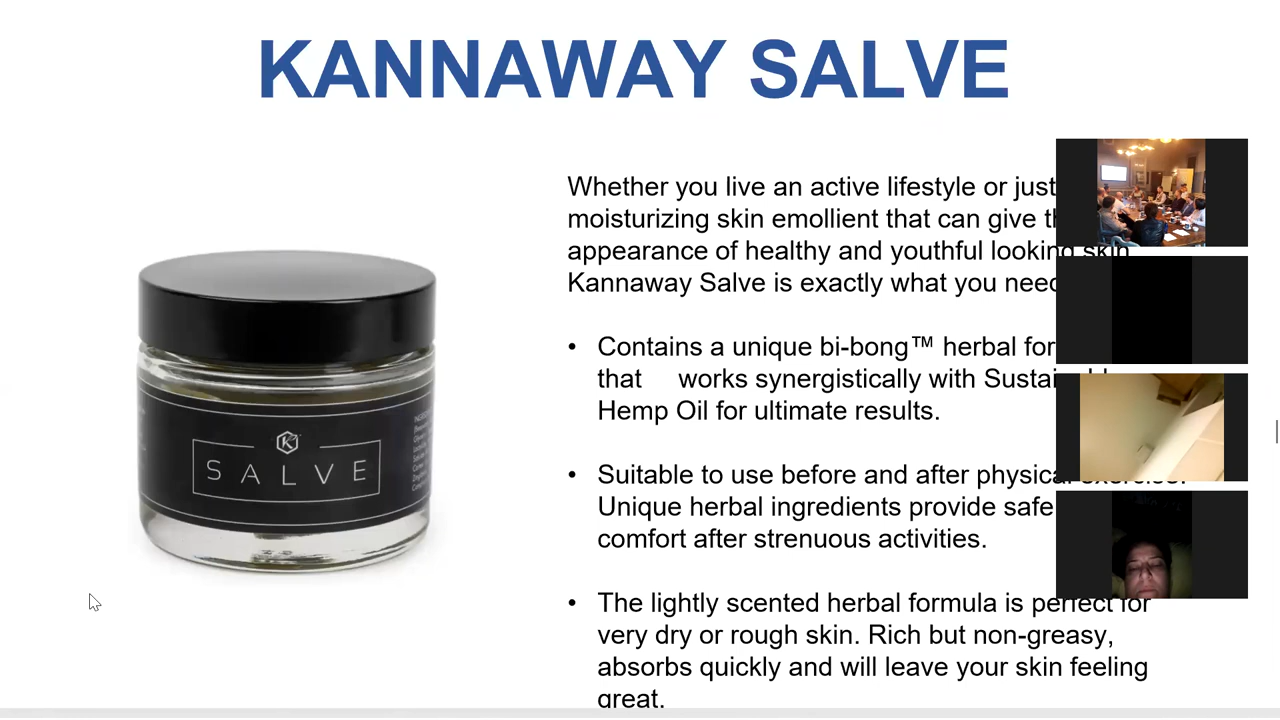 KANNAWAY SALVE
Whether you live an active lifestyle or just
moisturizing skin emollient that can give
appearance of healthy and youthful looking skin
Kannaway Salve is exactly what you need
• Contains a unique bi-bong™ herbal
that works synergistically with
Hemp Oil for ultimate results.
• Suitable to use before and after physical exercise.
Unique herbal ingredients provide safe
comfort after strenuous activities.
• The lightly scented herbal formula is perfect for
very dry or rough skin. Rich but non-greasy,
absorbs quickly and will leave your skin feeling
great.
K
SALVE